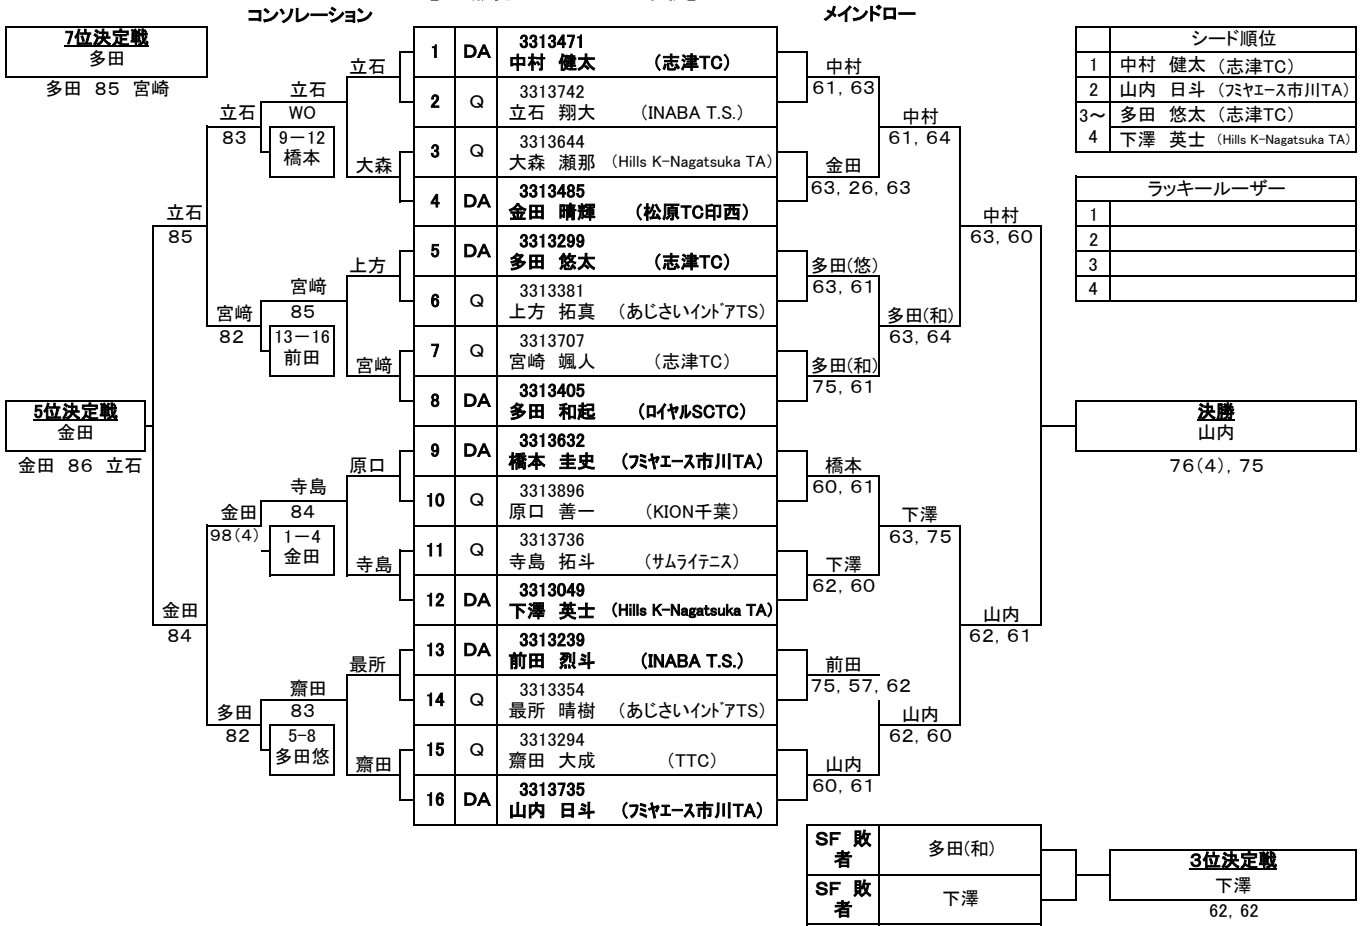 コンソレーション
メインドロー
7位決定戦
多田
多田 85 宮崎
立石
83
立石
WO
9－12
橋本
立石
大森
立石
85
宮﨑
82
宮﨑
85
13－16
前田
上方
宮﨑
5位決定戦
金田
金田 86 立石
金田
98(4)
寺島
84
1－4
金田
原口
寺島
金田
84
多田
82
齋田
83
5-8
多田悠
最所
齋田
1 DA 3313471
中村 健太 (志津TC)
2 Q 3313742
立石 翔大 (INABA T.S.)
3 Q 3313644
大森 瀬那 (Hills K-Nagatsuka TA)
4 DA 3313485
金田 晴輝 (松原TC印西)
5 DA 3313299
多田 悠太 (志津TC)
6 Q 3313381
上方 拓真 (あじさいインドアTS)
7 Q 3313707
宮崎 颯人 (志津TC)
8 DA 3313405
多田 和起 (ロイヤルSCTC)
9 DA 3313632
橋本 圭史 (フミヤエース市川TA)
10 Q 3313896
原口 善一 (KION千葉)
11 Q 3313736
寺島 拓斗 (サムライテニス)
12 DA 3313049
下澤 英士 (Hills K-Nagatsuka TA)
13 DA 3313239
前田 烈斗 (INABA T.S.)
14 Q 3313354
最所 晴樹 (あじさいインドアTS)
15 Q 3313294
齋田 大成 (TTC)
16 DA 3313735
山内 日斗 (フミヤエース市川TA)
中村
61, 63
金田
63, 26, 63
多田(悠)
63, 61
多田(和)
75, 61
橋本
60, 61
下澤
62, 60
前田
75, 57, 62
山内
60, 61
中村
61, 64
多田(和)
63, 64
下澤
63, 75
山内
62, 60
中村
63, 60
山内
62, 61
シード順位
1 中村 健太 (志津TC)
2 山内 日斗 (フミヤエース市川TA)
3～ 多田 悠太 (志津TC)
4 下澤 英士 (Hills K-Nagatsuka TA)
ラッキールーザー
1
2
3
4
決勝
山内
76(4), 75
SF 敗者 多田(和)
SF 敗者 下澤
3位決定戦
下澤
62, 62